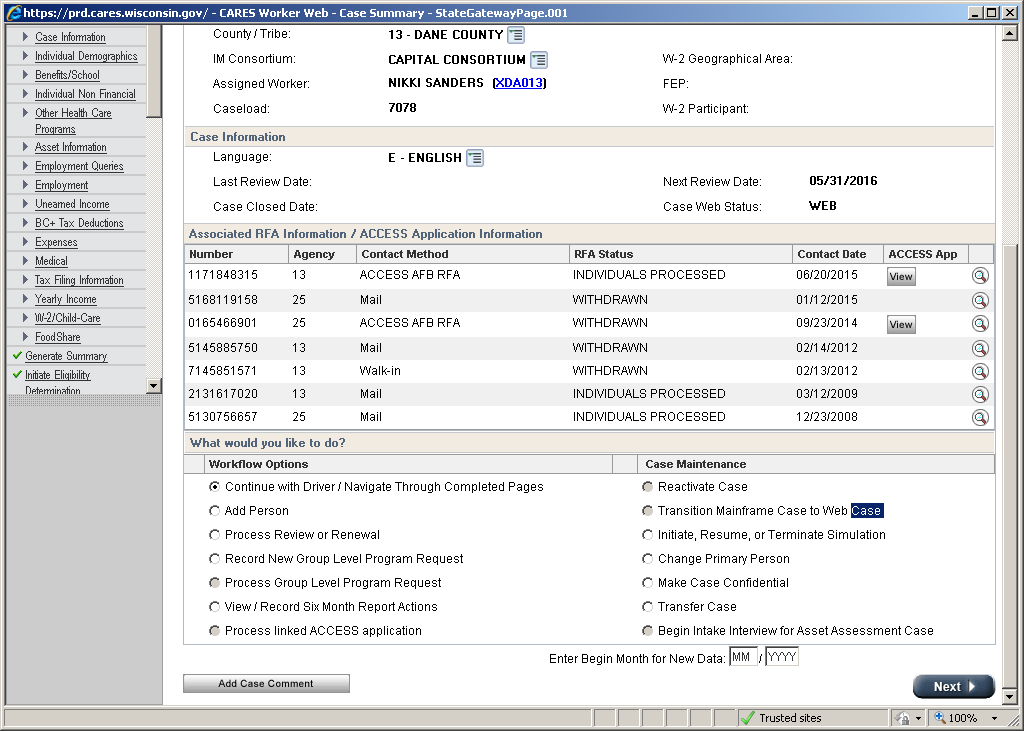 https://prd.cares.wisconsin.gov/ - CARES Worker Web - Case Summary - StateGatewayPage.001
Case Information
Individual Demographics
Benefits/School
Individual Non Financial
Other Health Care
Programs
Asset Information
Employment Queries
Employment
Unearned Income
BC+ Tax Deductions
Expenses
Medical
Tax Filing Information
Yearly Income
W-2/Child-Care
FoodShare
Generate Summary
Initiate Eligibility
Determination
County / Tribe: 13 - DANE COUNTY
IM Consortium: CAPITAL CONSORTIUM W-2 Geographical Area:
Assigned Worker: NIKKI SANDERS (XDA013) FEP:
Caseload: 7078 W-2 Participant:
Case Information
Language: E - ENGLISH
Last Review Date: Next Review Date: 05/31/2016
Case Closed Date: Case Web Status: WEB
Associated RFA Information / ACCESS Application Information
Number Agency Contact Method RFA Status Contact Date ACCESS App
1171848315 13 ACCESS AFB RFA INDIVIDUALS PROCESSED 06/20/2015 View
5168119158 25 Mail WITHDRAWN 01/12/2015
0165466901 25 ACCESS AFB RFA WITHDRAWN 09/23/2014 View
5145885750 13 Mail WITHDRAWN 02/14/2012
7145851571 13 Walk-in WITHDRAWN 02/13/2012
2131617020 13 Mail INDIVIDUALS PROCESSED 03/12/2009
5130756657 25 Mail INDIVIDUALS PROCESSED 12/23/2008
What would you like to do?
Workflow Options Case Maintenance
Continue with Driver / Navigate Through Completed Pages Reactivate Case
Add Person Transition Mainframe Case to Web Case
Process Review or Renewal Initiate, Resume, or Terminate Simulation
Record New Group Level Program Request Change Primary Person
Process Group Level Program Request Make Case Confidential
View / Record Six Month Report Actions Transfer Case
Process linked ACCESS application Begin Intake Interview for Asset Assessment Case
Enter Begin Month for New Data: MM / YYYY
Add Case Comment Next
Trusted sites 100%